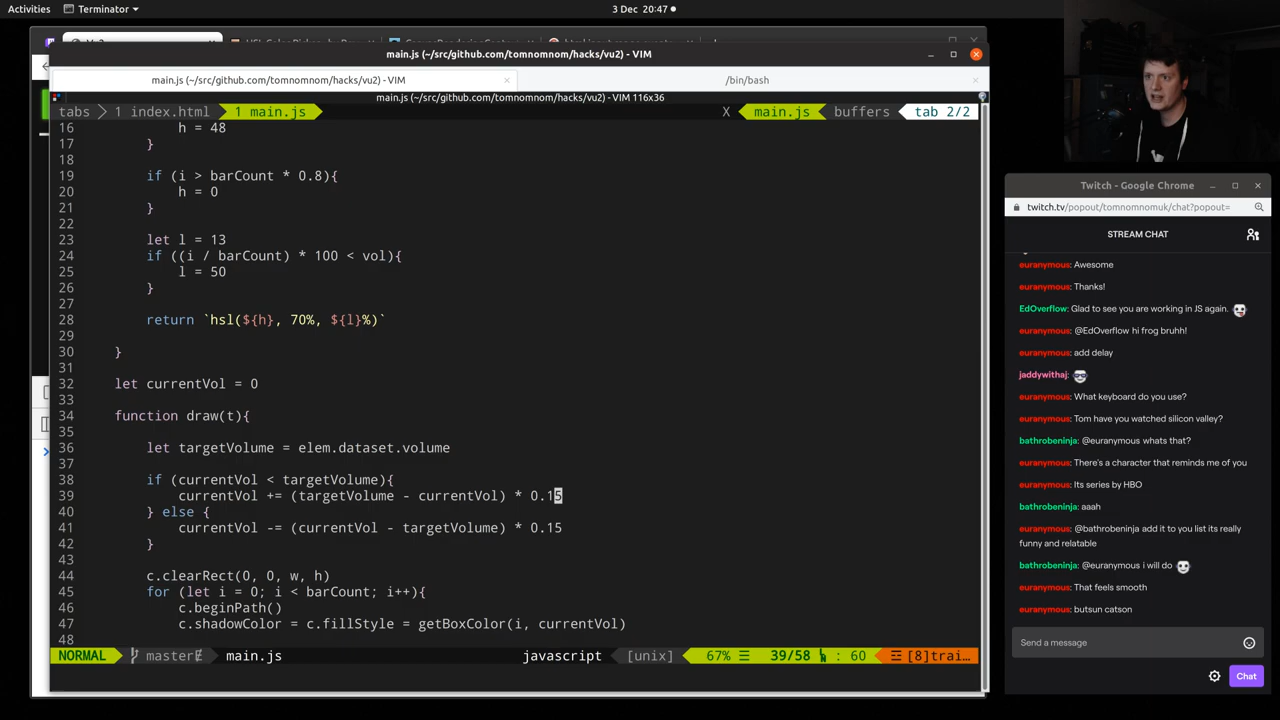 Activities
Terminator
3 Dec 20:47
main.js (~/src/github.com/tomnomnom/hacks/vu2) - VIM
main.js (~/src/github.com/tomnomnom/hacks/vu2) - VIM
/bin/bash
main.js (~/src/github.com/tomnomnom/hacks/vu2) - VIM 116x36
tabs 1 index.html 1 main.js X main.js buffers tab 2/2
16 h = 48
17 }
18
19 if (i > barCount * 0.8){
20 h = 0
21 }
22
23 let l = 13
24 if ((i / barCount) * 100 < vol){
25 l = 50
26 }
27
28 return `hsl(${h}, 70%, ${l}%)`
29
30 }
31
32 let currentVol = 0
33
34 function draw(t){
35
36 let targetVolume = elem.dataset.volume
37
38 if (currentVol < targetVolume){
39 currentVol += (targetVolume - currentVol) * 0.15
40 } else {
41 currentVol -= (currentVol - targetVolume) * 0.15
42 }
43
44 c.clearRect(0, 0, w, h)
45 for (let i = 0; i < barCount; i++){
46 c.beginPath()
47 c.shadowColor = c.fillStyle = getBoxColor(i, currentVol)
48
NORMAL master main.js javascript [unix] 67% 39/58 : 60 [8]trai…
Twitch - Google Chrome
twitch.tv/popout/tomnomnomuk/chat?popout=
STREAM CHAT
euranymous: Awesome
euranymous: Thanks!
EdOverflow: Glad to see you are working in JS again.
euranymous: @EdOverflow hi frog bruhh!
euranymous: add delay
jaddywithaj:
euranymous: What keyboard do you use?
euranymous: Tom have you watched silicon valley?
bathrobeninja: @euranymous whats that?
euranymous: There's a character that reminds me of you
euranymous: Its series by HBO
bathrobeninja: aaah
euranymous: @bathrobeninja add it to you list its really
funny and relatable
bathrobeninja: @euranymous i will do
euranymous: That feels smooth
euranymous: butsun catson
Send a message
Chat